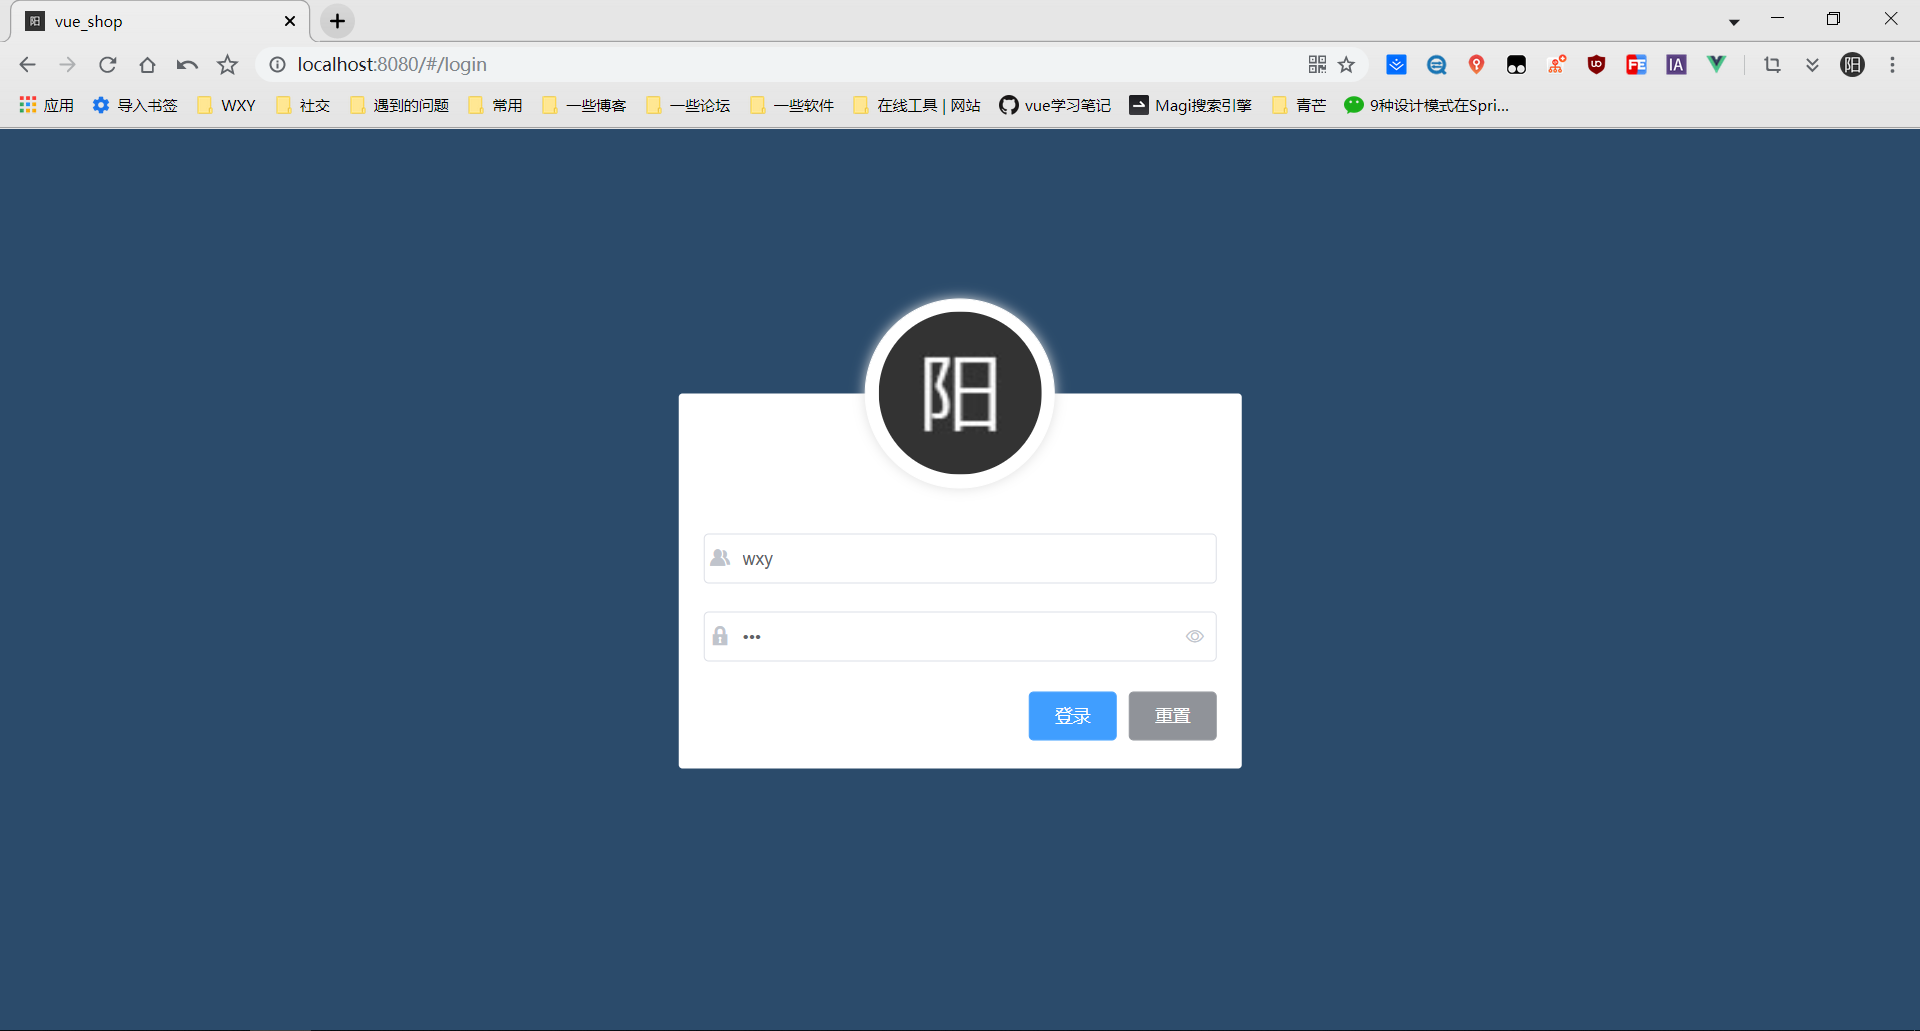 阳 vue_shop
localhost:8080/#/login
阳
应用 导入书签 WXY 社交 遇到的问题 常用 一些博客 一些论坛 一些软件 在线工具 | 网站 vue学习笔记 Magi搜索引擎 青芒 9种设计模式在Spri...
阳
wxy
•••
登录 重置